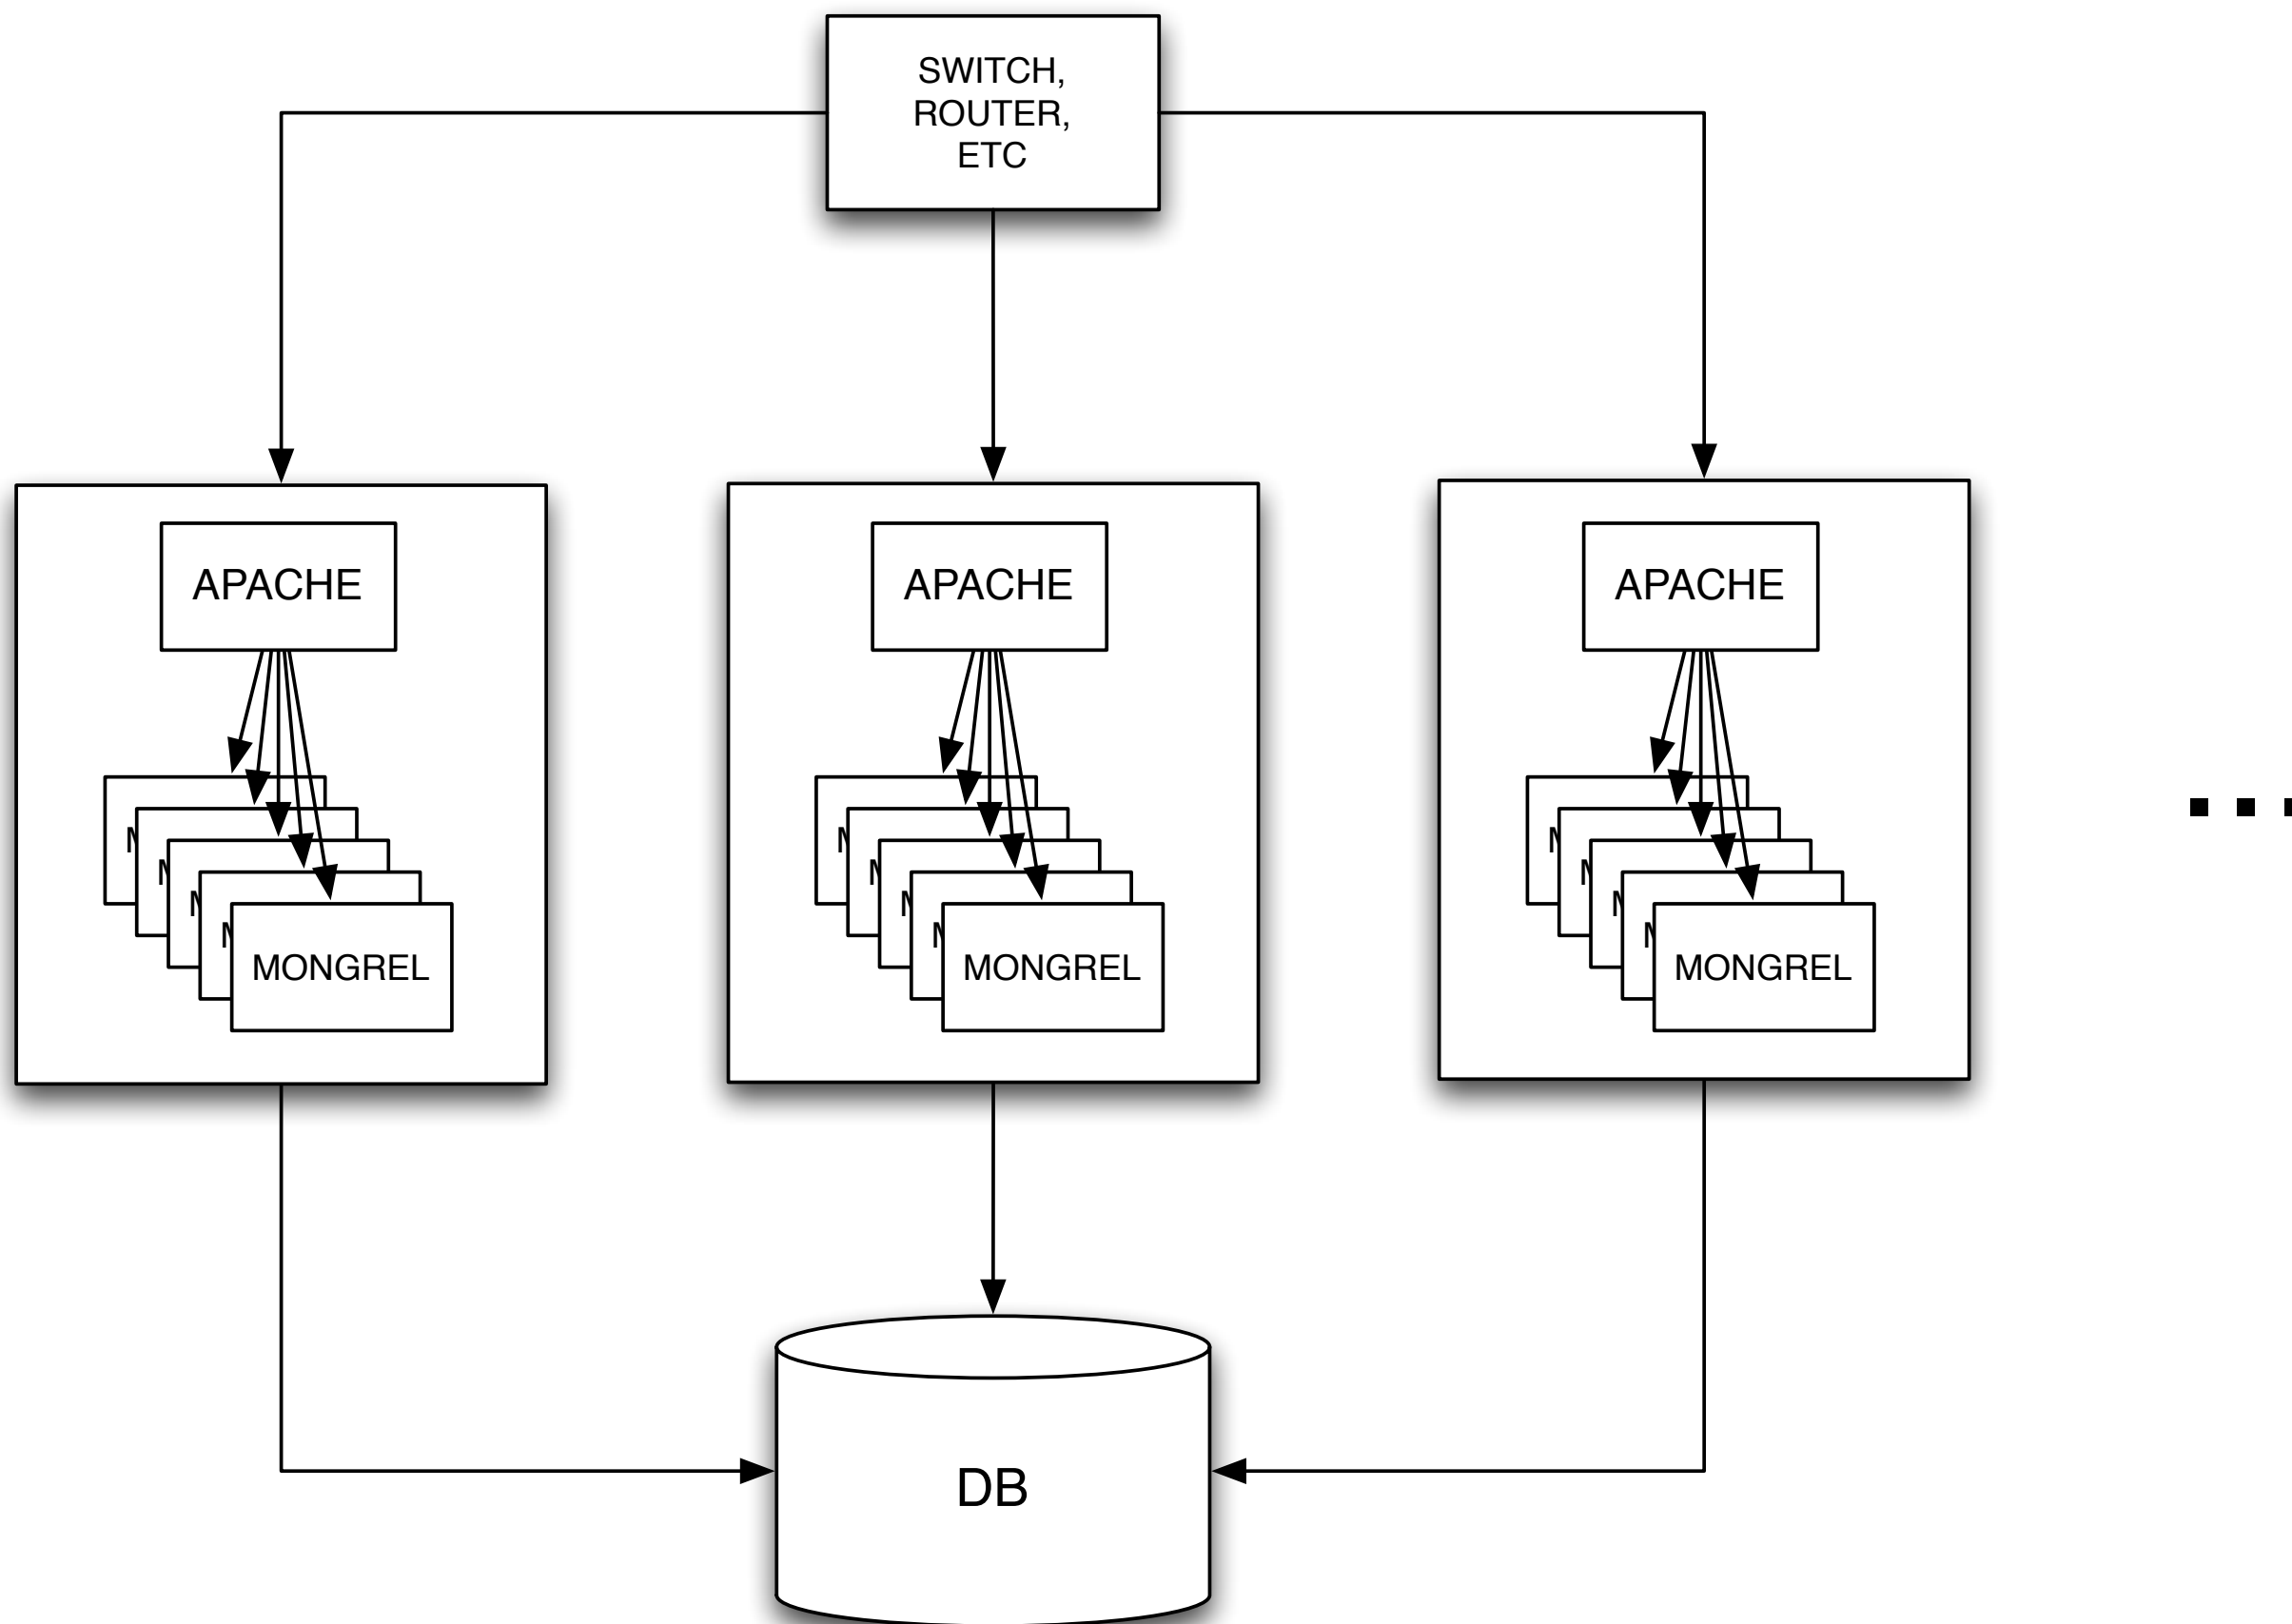 SWITCH,
ROUTER,
ETC
APACHE
APACHE
APACHE
MONGREL
MONGREL
MONGREL
DB